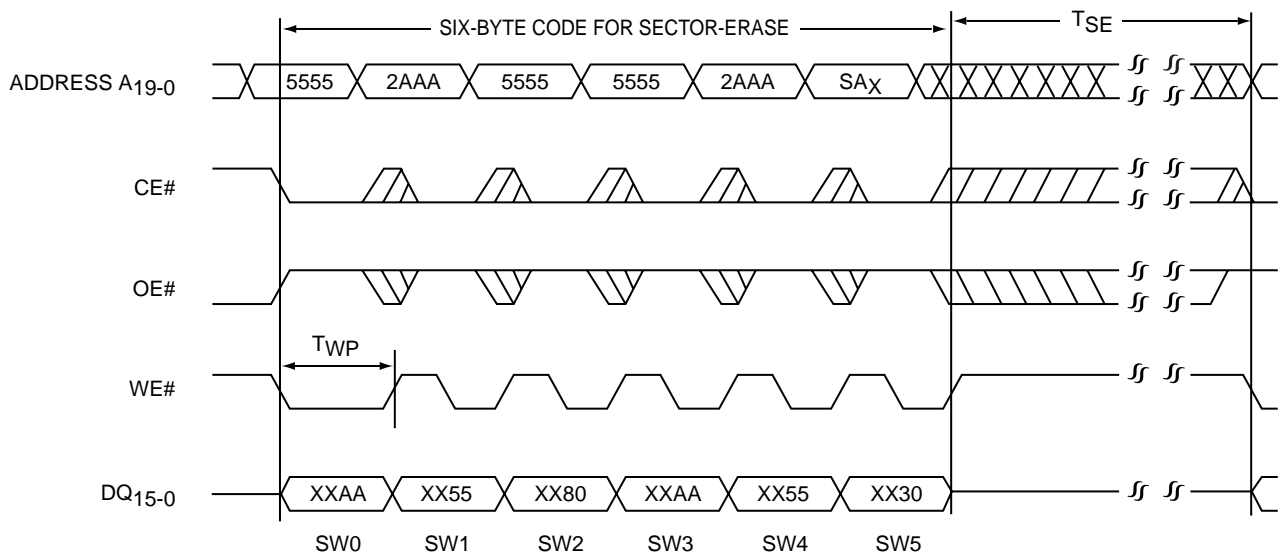 SIX-BYTE CODE FOR SECTOR-ERASE TSE
ADDRESS A19-0 5555 2AAA 5555 5555 2AAA SAX
CE#
OE#
TWP
WE#
DQ15-0 XXAA XX55 XX80 XXAA XX55 XX30
SW0 SW1 SW2 SW3 SW4 SW5